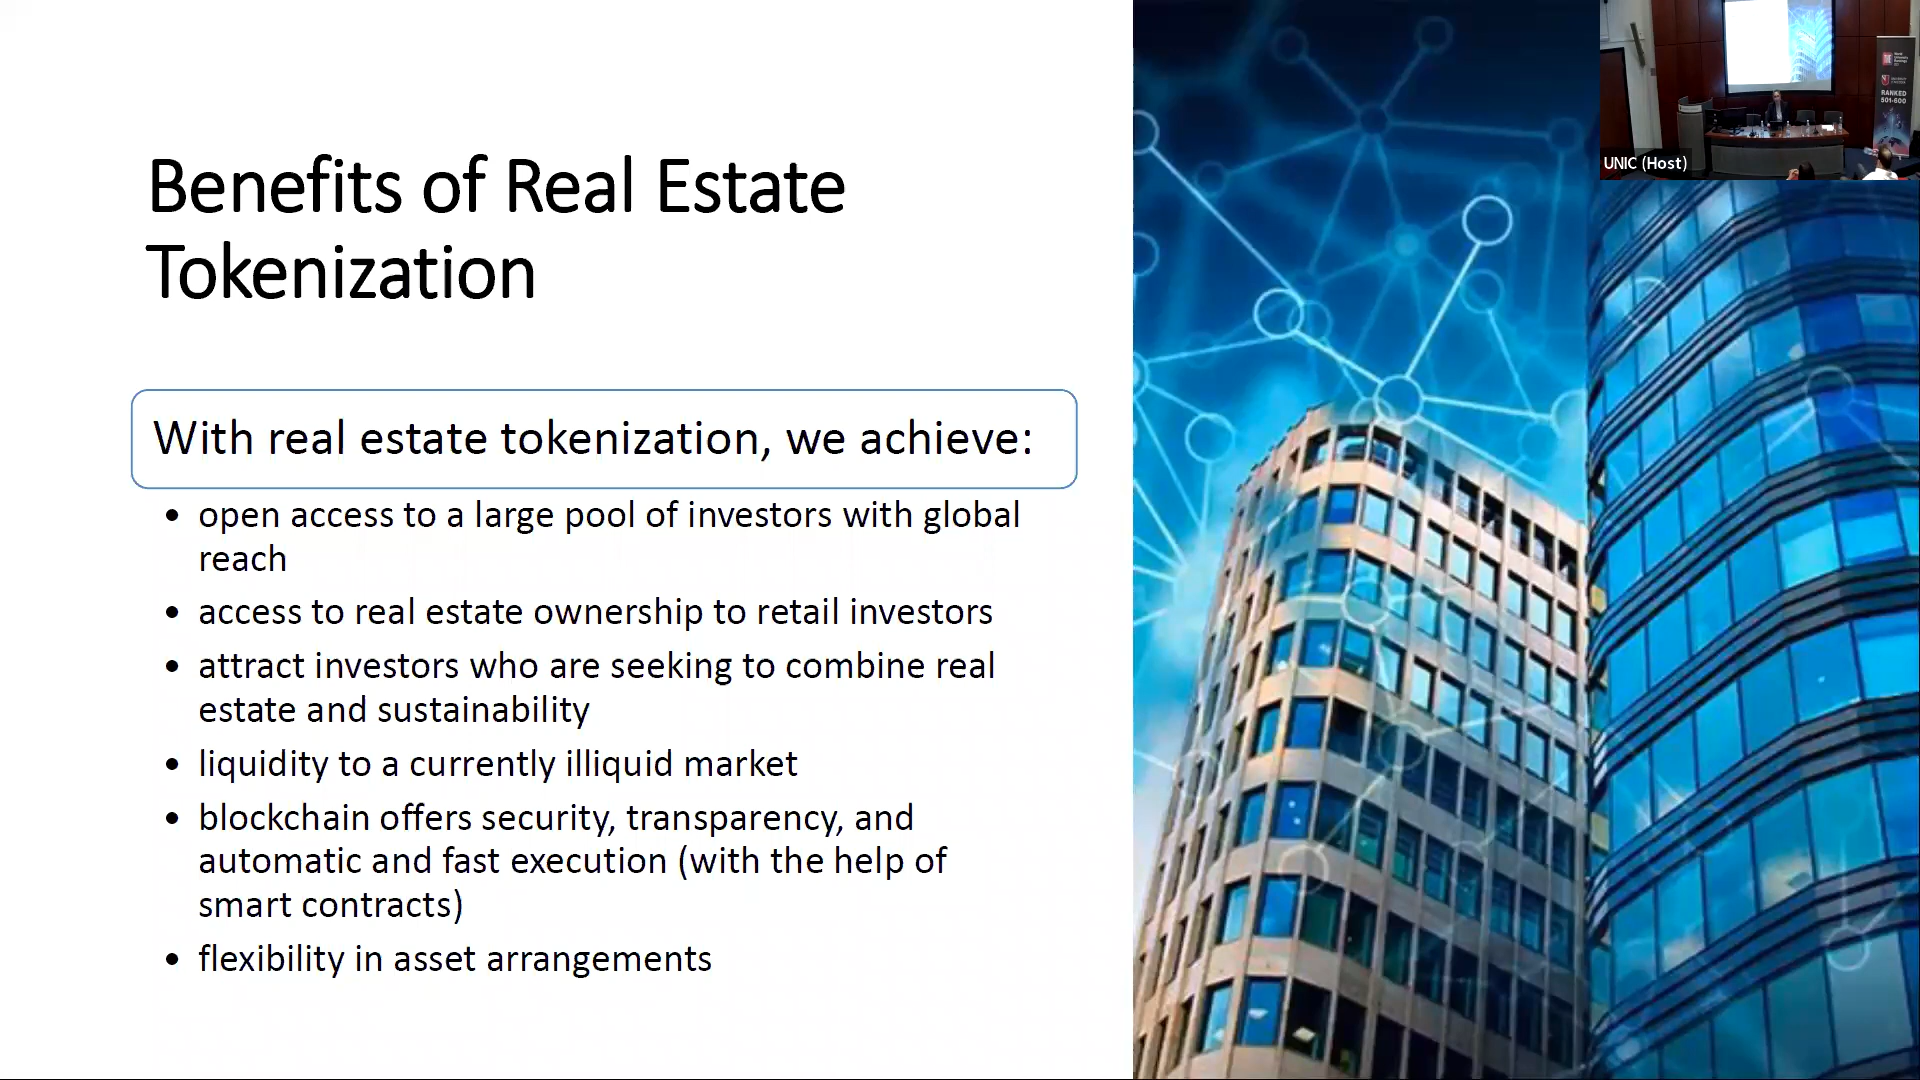 Benefits of Real Estate
Tokenization
With real estate tokenization, we achieve:
• open access to a large pool of investors with global
reach
• access to real estate ownership to retail investors
• attract investors who are seeking to combine real
estate and sustainability
• liquidity to a currently illiquid market
• blockchain offers security, transparency, and
automatic and fast execution (with the help of
smart contracts)
• flexibility in asset arrangements
UNIC (Host)
RANKED
501-600